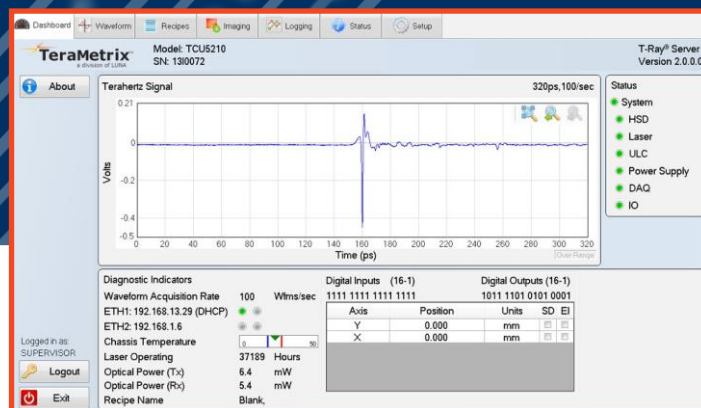 Dashboard Waveform Recipes Imaging Logging Status Setup
TeraMetrix
a division of LUNA
Model: TCU5210
SN: 13I0072
T-Ray® Server
Version 2.0.0.0
About
Terahertz Signal 320ps,100/sec
0.21
0
-0.2
-0.4
-0.5
Volts
0 20 40 60 80 100 120 140 160 180 200 220 240 260 280 300 320
Time (ps)
Over Range
Status
System
HSD
Laser
ULC
Power Supply
DAQ
IO
Diagnostic Indicators
Waveform Acquisition Rate 100 Wfms/sec
ETH1: 192.168.13.29 (DHCP)
ETH2: 192.168.1.6
Chassis Temperature 0 50
Laser Operating 37189 Hours
Optical Power (Tx) 6.4 mW
Optical Power (Rx) 5.4 mW
Recipe Name Blank,
Digital Inputs (16-1) Digital Outputs (16-1)
1111 1111 1111 1111 1011 1101 0101 0001
Axis Position Units SD EI
Y 0.000 mm
X 0.000 mm
Logged in as:
SUPERVISOR
Logout
Exit